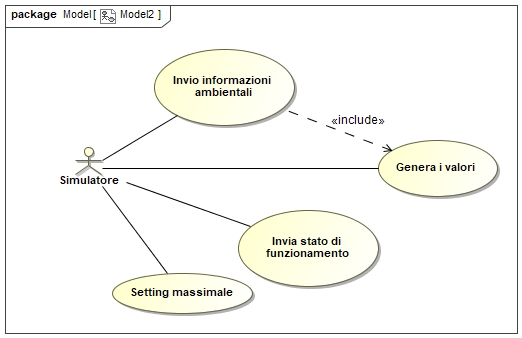 package Model [ Model2 ]
Invio informazioni
ambientali
«include»
Genera i valori
Simulatore
Invia stato di
funzionamento
Setting massimale